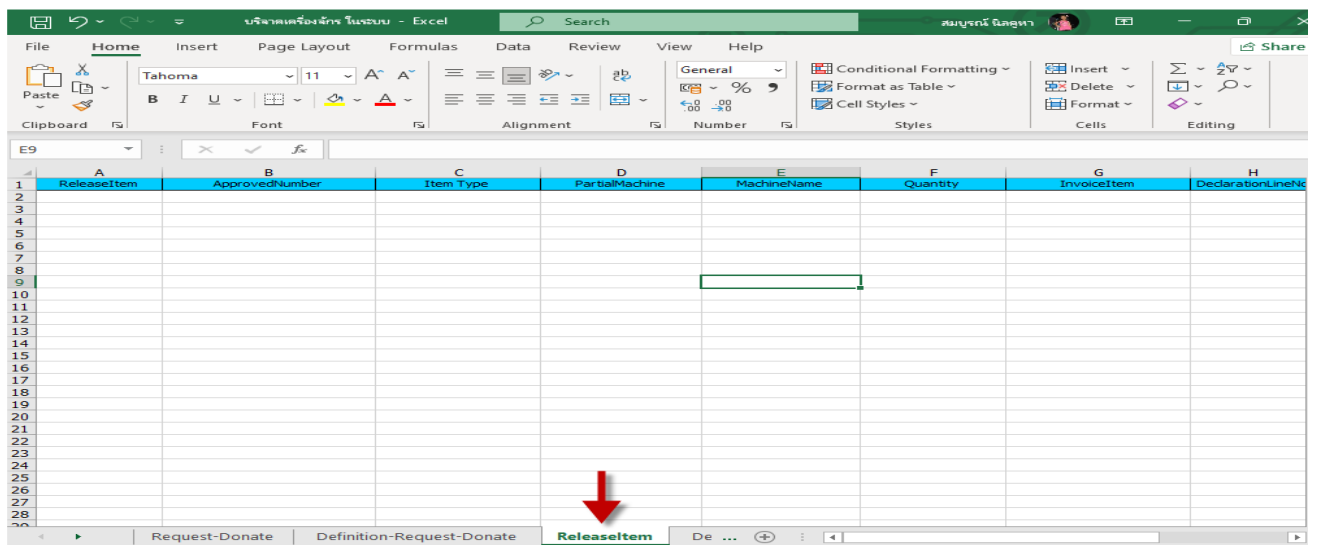 บริจาคเครื่องจักร ในระบบ - Excel
Search
สมบูรณ์ นิลคูหา
File Home Insert Page Layout Formulas Data Review View Help Share
Paste
Tahoma 11 A A
B I U A
ab
General
% 9
.00 .00
Conditional Formatting
Format as Table
Cell Styles
Insert
Delete
Format
Clipboard Font Alignment Number Styles Cells Editing
E9 fx
A B C D E F G H
1 ReleaseItem ApprovedNumber Item Type PartialMachine MachineName Quantity InvoiceItem DeclarationLineNo
2
3
4
5
6
7
8
9
10
11
12
13
14
15
16
17
18
19
20
21
22
23
24
25
26
27
28
Request-Donate Definition-Request-Donate ReleaseItem De ...